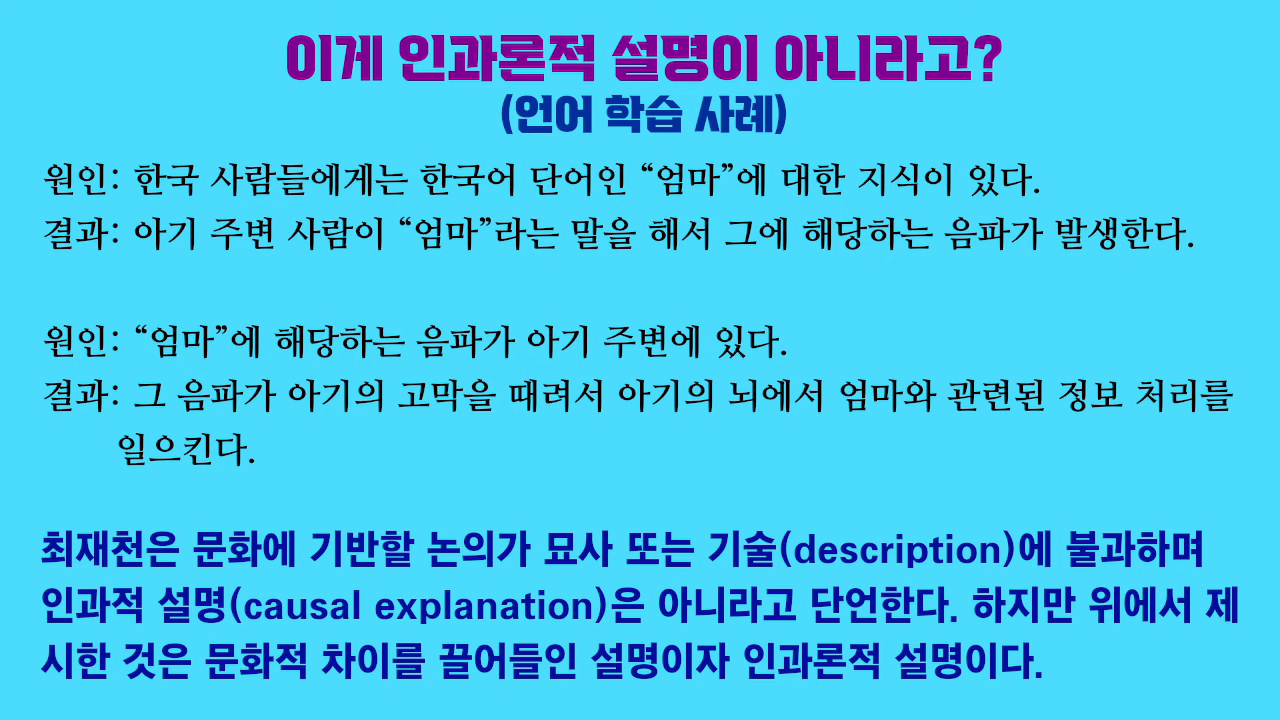 이게 인과론적 설명이 아니라고?
(언어 학습 사례)
원인: 한국 사람들에게는 한국어 단어인 “엄마”에 대한 지식이 있다.
결과: 아기 주변 사람이 “엄마”라는 말을 해서 그에 해당하는 음파가 발생한다.
원인: “엄마”에 해당하는 음파가 아기 주변에 있다.
결과: 그 음파가 아기의 고막을 때려서 아기의 뇌에서 엄마와 관련된 정보 처리를
일으킨다.
최재천은 문화에 기반할 논의가 묘사 또는 기술(description)에 불과하며
인과적 설명(causal explanation)은 아니라고 단언한다. 하지만 위에서 제
시한 것은 문화적 차이를 끌어들인 설명이자 인과론적 설명이다.